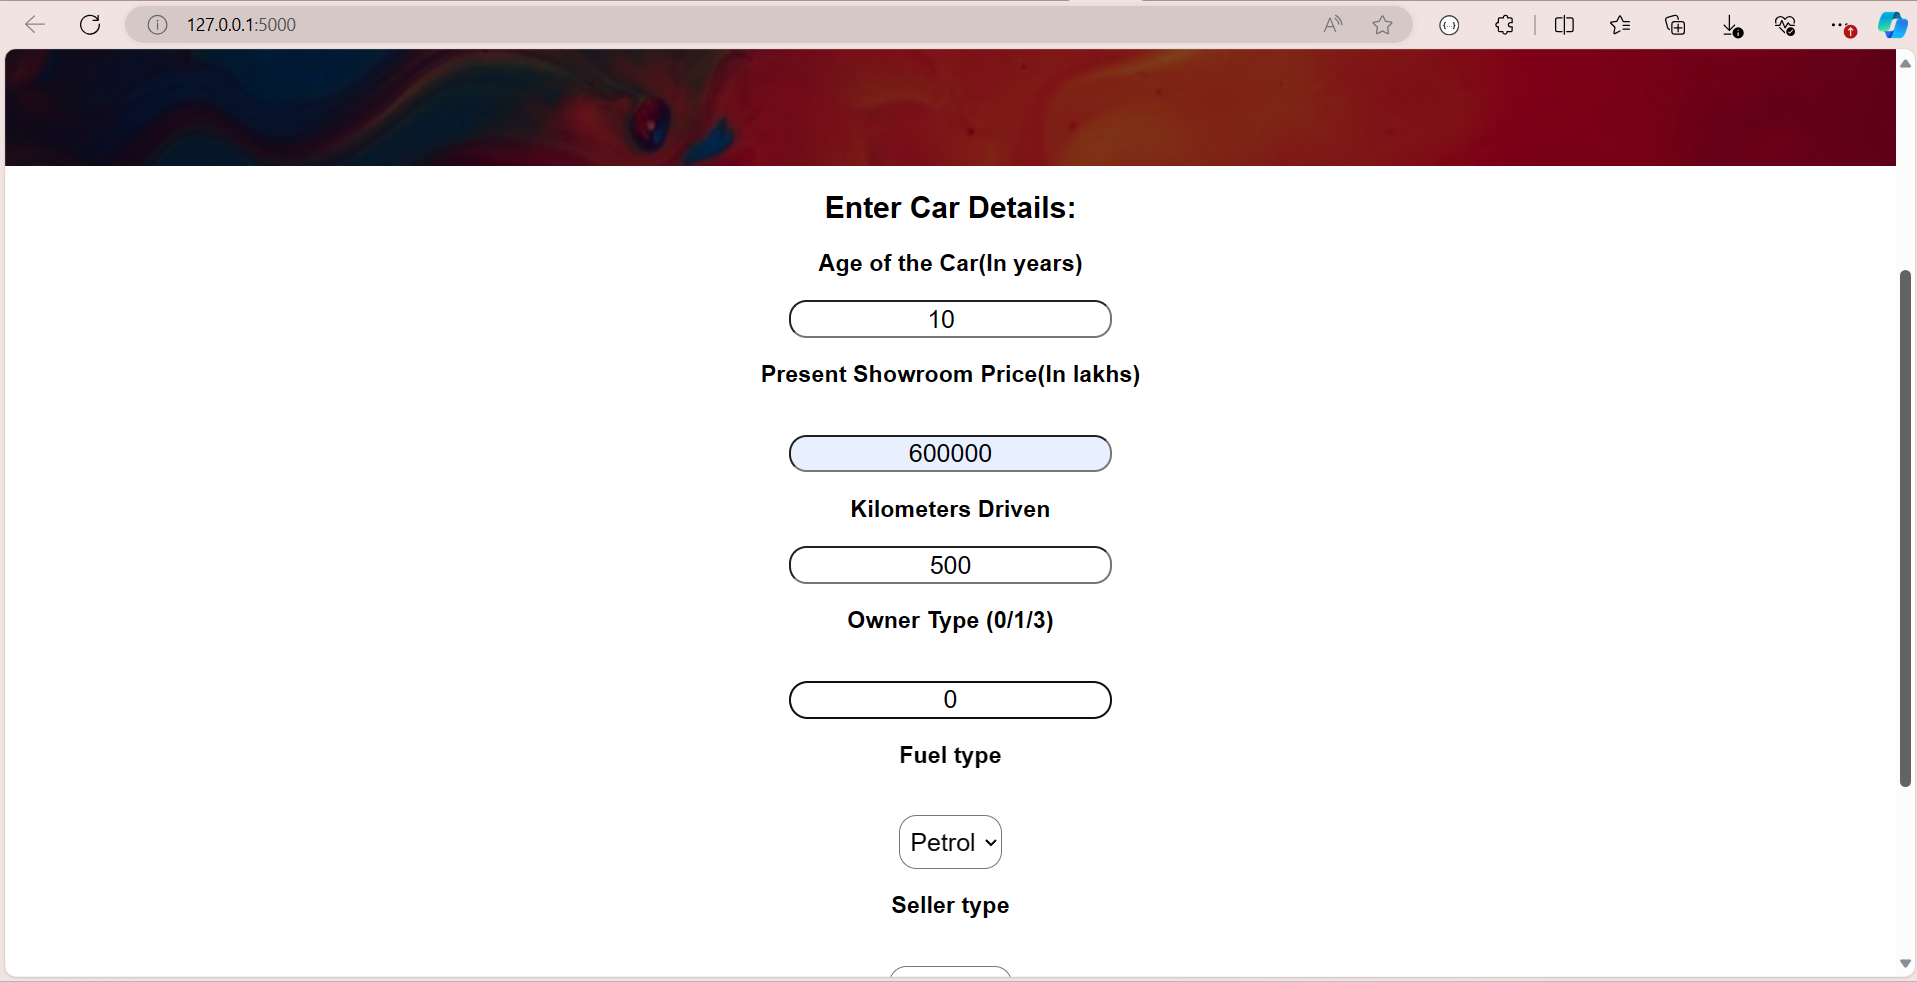 127.0.0.1:5000
Enter Car Details:
Age of the Car(In years)
10
Present Showroom Price(In lakhs)
600000
Kilometers Driven
500
Owner Type (0/1/3)
0
Fuel type
Petrol
Seller type